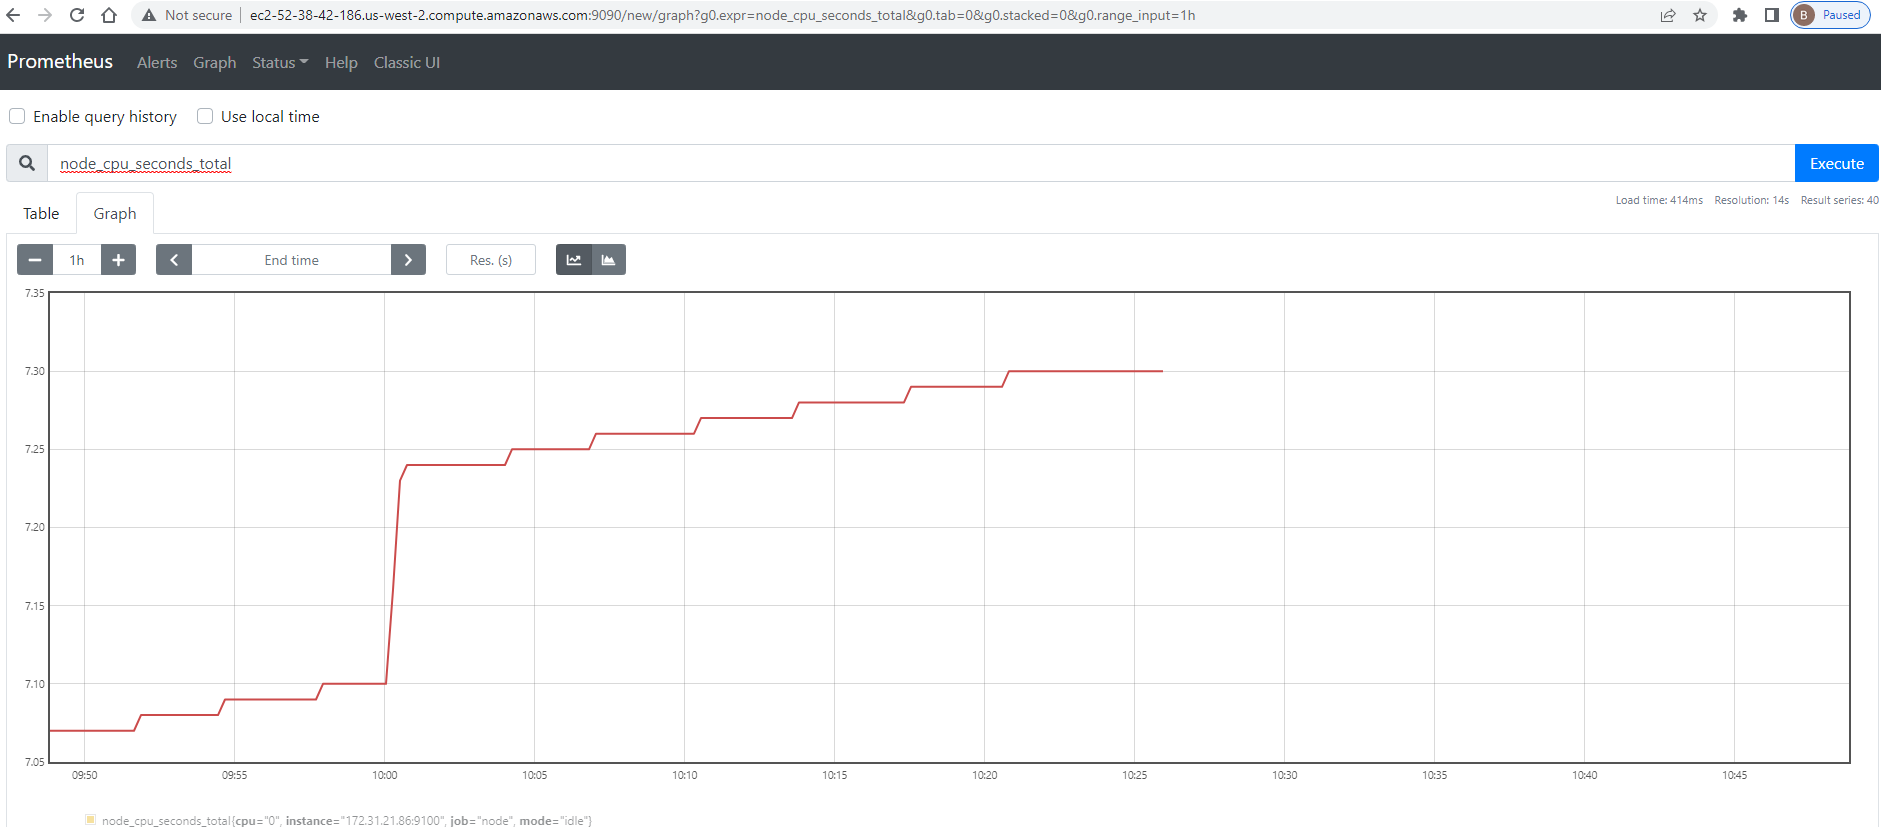 Not secure ec2-52-38-42-186.us-west-2.compute.amazonaws.com:9090/new/graph?g0.expr=node_cpu_seconds_total&g0.tab=0&g0.stacked=0&g0.range_input=1h B Paused
Prometheus Alerts Graph Status Help Classic UI
Enable query history Use local time
node_cpu_seconds_total Execute
Load time: 414ms Resolution: 14s Result series: 40
Table Graph
1h End time Res. (s)
7.35
7.30
7.25
7.20
7.15
7.10
7.05
09:50 09:55 10:00 10:05 10:10 10:15 10:20 10:25 10:30 10:35 10:40 10:45
node_cpu_seconds_total{cpu="0", instance="172.31.21.86:9100", job="node", mode="idle"}